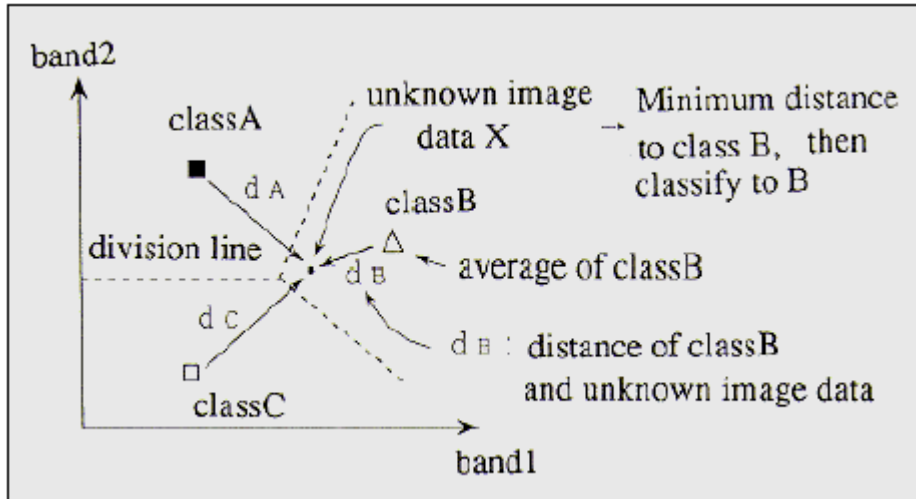 band2
classA
unknown image
data X
Minimum distance
to class B, then
classify to B
d A
classB
division line
d B
average of classB
d C
d B : distance of classB
and unknown image data
classC
band1